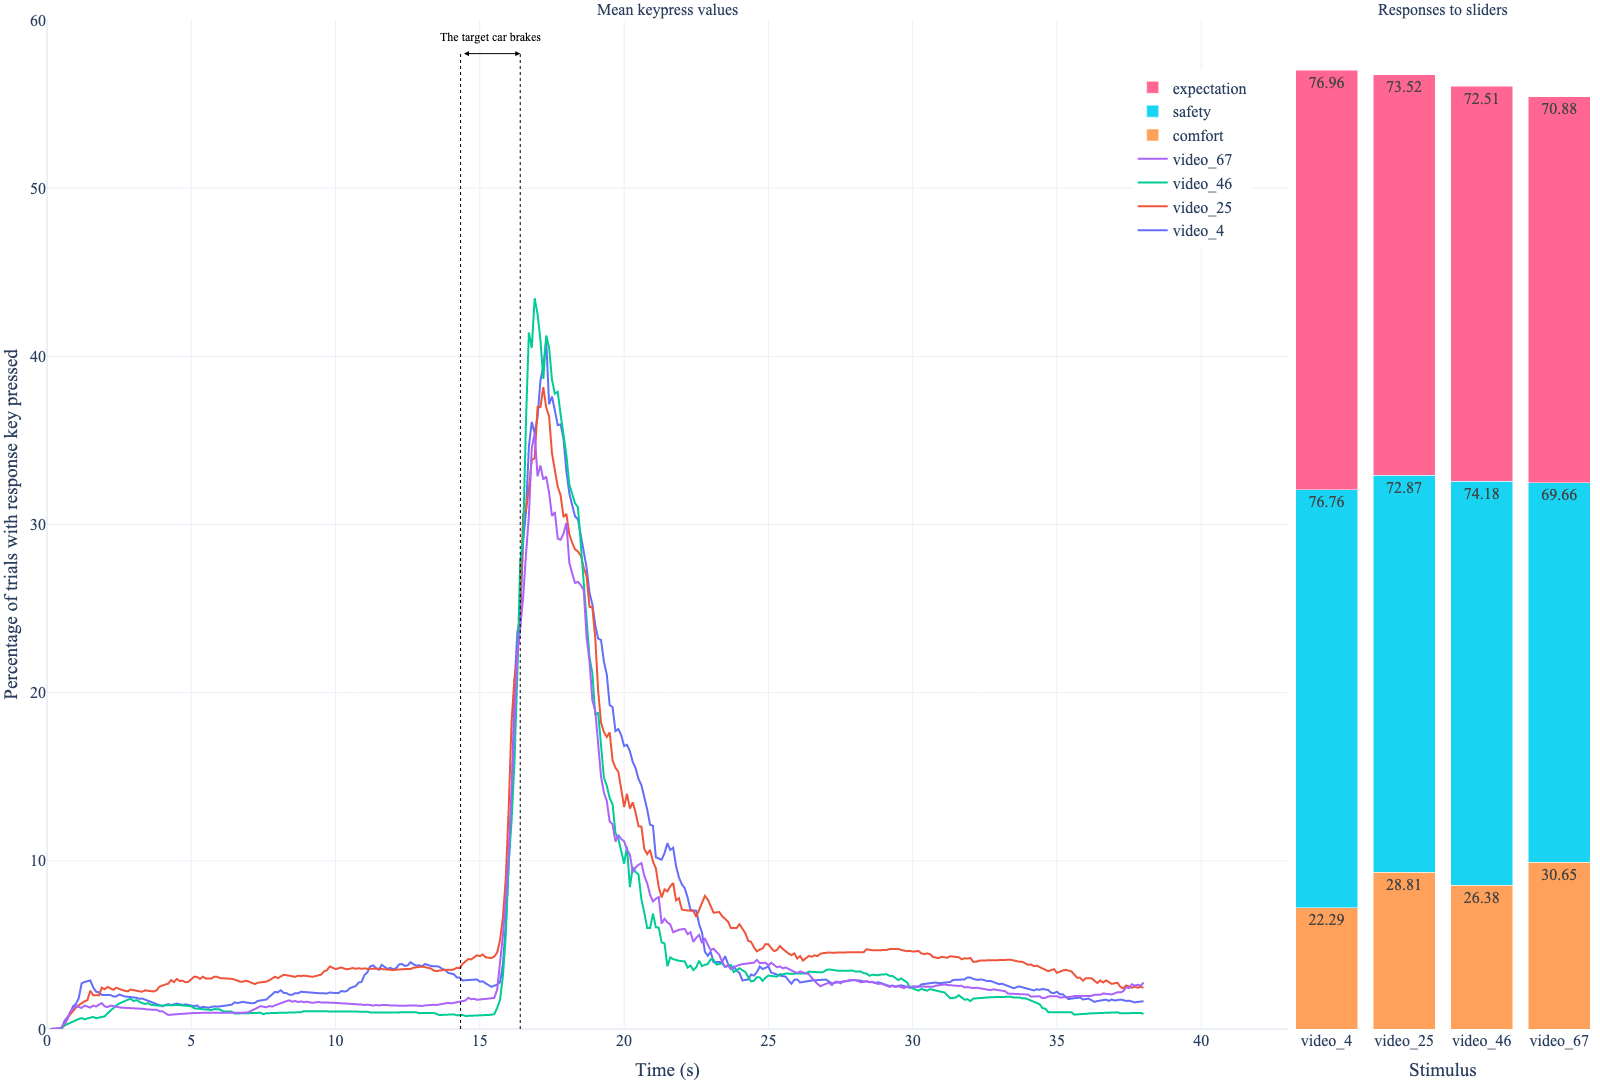 Mean keypress values
Responses to sliders
The target car brakes
expectation
safety
comfort
video_67
video_46
video_25
video_4
Percentage of trials with response key pressed
60
50
40
30
20
10
0
0 5 10 15 20 25 30 35 40
Time (s)
76.96 73.52 72.51 70.88
76.76 72.87 74.18 69.66
22.29 28.81 26.38 30.65
video_4 video_25 video_46 video_67
Stimulus